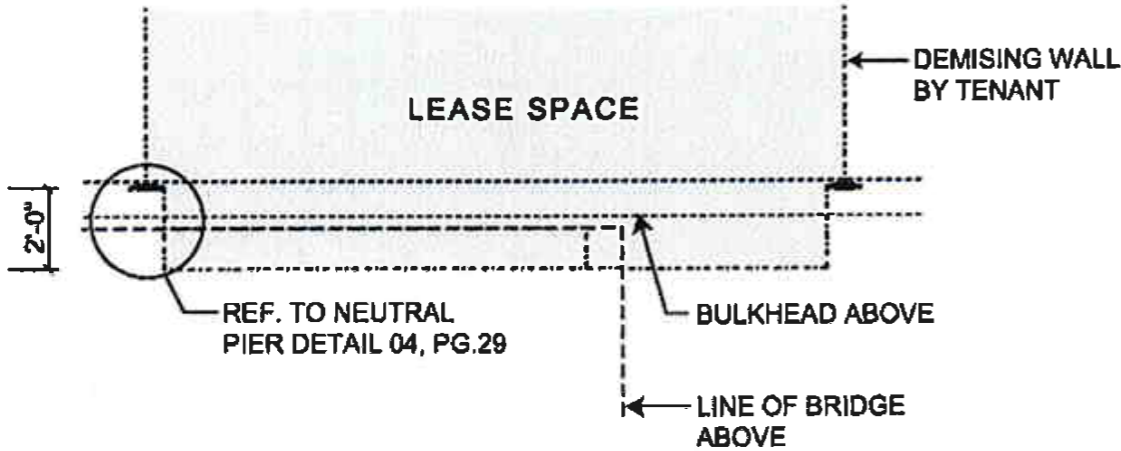 DEMISING WALL
BY TENANT
LEASE SPACE
2'-0"
REF. TO NEUTRAL
PIER DETAIL 04, PG.29
BULKHEAD ABOVE
LINE OF BRIDGE
ABOVE